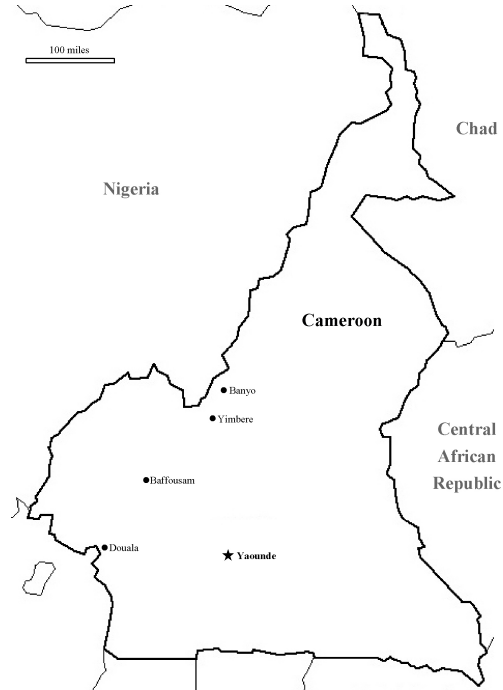 100 miles
Chad
Nigeria
Cameroon
Banyo
Yimbere
Central
African
Republic
Baffousam
Douala
Yaounde